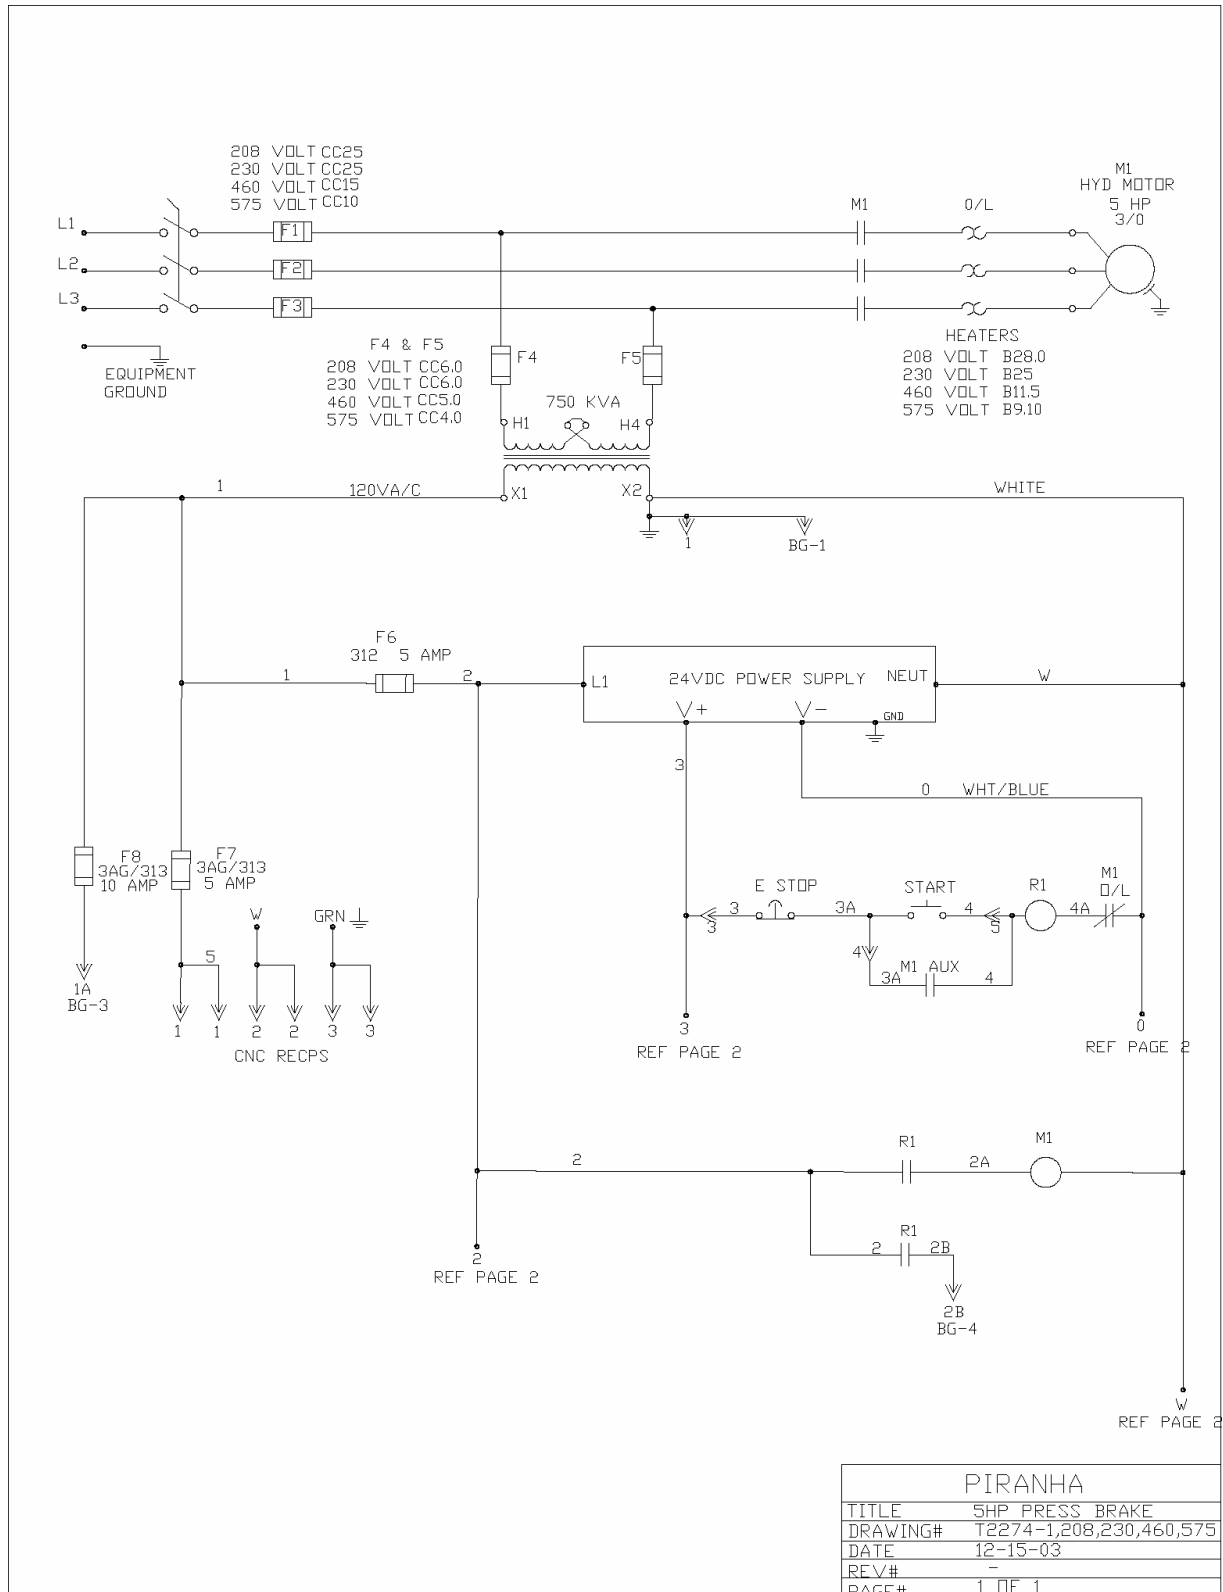 208 VOLT CC25
230 VOLT CC25
460 VOLT CC15
575 VOLT CC10
M1
HYD MOTOR
5 HP
3/0
L1
F1
M1
O/L
L2
F2
L3
F3
EQUIPMENT
GROUND
F4 & F5
208 VOLT CC6.0
230 VOLT CC6.0
460 VOLT CC5.0
575 VOLT CC4.0
F4
F5
HEATERS
208 VOLT B28.0
230 VOLT B25
460 VOLT B11.5
575 VOLT B9.10
750 KVA
H1
H4
1
120VA/C
X1
X2
WHITE
1
BG-1
F6
312 5 AMP
1
2
L1
24VDC POWER SUPPLY
NEUT
W
V+
V-
GND
3
0
WHT/BLUE
F8
3AG/313
10 AMP
F7
3AG/313
5 AMP
E STOP
START
R1
M1
O/L
3
3
3A
4
5
4A
4
M1 AUX
3A
4
W
GRN
5
1A
BG-3
1
1
2
2
3
3
CNC RECPS
3
REF PAGE 2
0
REF PAGE 2
2
R1
2A
M1
2
REF PAGE 2
R1
2
2B
2B
BG-4
W
REF PAGE 2
PIRANHA
TITLE 5HP PRESS BRAKE
DRAWING# T2274-1,208,230,460,575
DATE 12-15-03
REV# -
PAGE# 1 OF 1